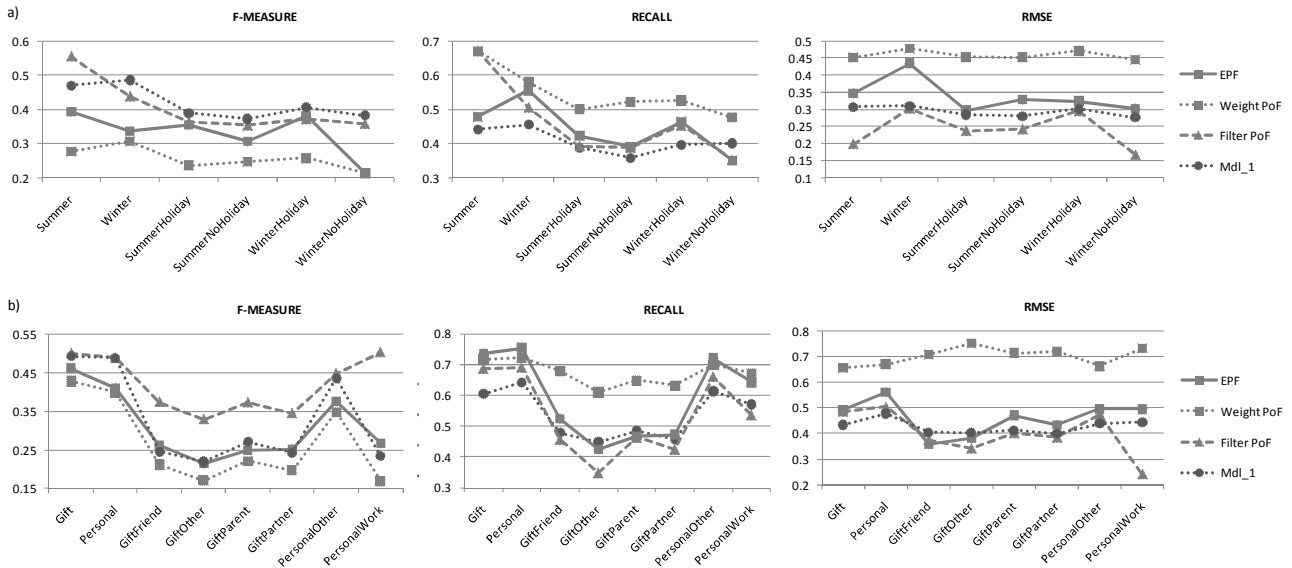 a)
F-MEASURE
0.6
0.5
0.4
0.3
0.2
Summer
Winter
SummerHoliday
SummerNoHoliday
WinterHoliday
WinterNoHoliday
RECALL
0.7
0.6
0.5
0.4
0.3
Summer
Winter
SummerHoliday
SummerNoHoliday
WinterHoliday
WinterNoHoliday
RMSE
0.5
0.45
0.4
0.35
0.3
0.25
0.2
0.15
0.1
Summer
Winter
SummerHoliday
SummerNoHoliday
WinterHoliday
WinterNoHoliday
EPF
Weight PoF
Filter PoF
Mdl_1
b)
F-MEASURE
0.55
0.45
0.35
0.25
0.15
Gift
Personal
GiftFriend
GiftOther
GiftParent
GiftPartner
PersonalOther
PersonalWork
RECALL
0.8
0.7
0.6
0.5
0.4
0.3
Gift
Personal
GiftFriend
GiftOther
GiftParent
GiftPartner
PersonalOther
PersonalWork
RMSE
0.8
0.7
0.6
0.5
0.4
0.3
0.2
Gift
Personal
GiftFriend
GiftOther
GiftParent
GiftPartner
PersonalOther
PersonalWork
EPF
Weight PoF
Filter PoF
Mdl_1